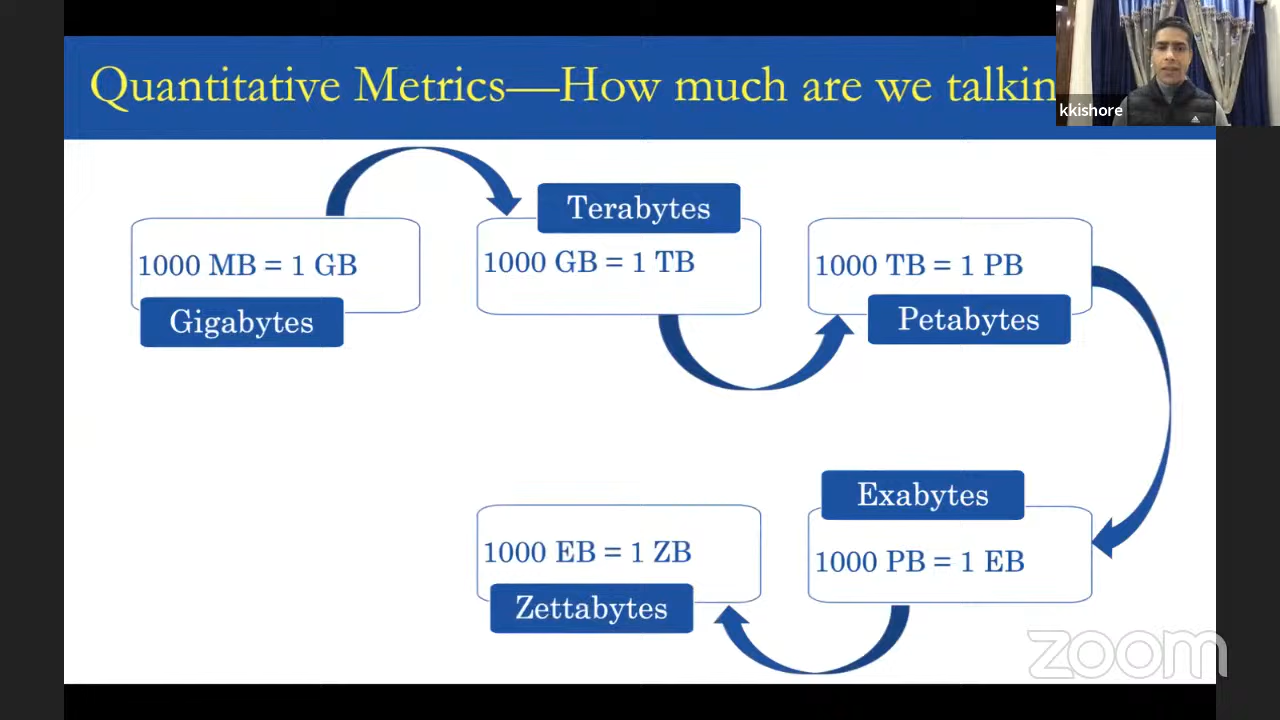 Quantitative Metrics—How much are we talkin
kkishore
Terabytes
1000 MB = 1 GB
1000 GB = 1 TB
1000 TB = 1 PB
Gigabytes
Petabytes
Exabytes
1000 EB = 1 ZB
1000 PB = 1 EB
Zettabytes
zoom